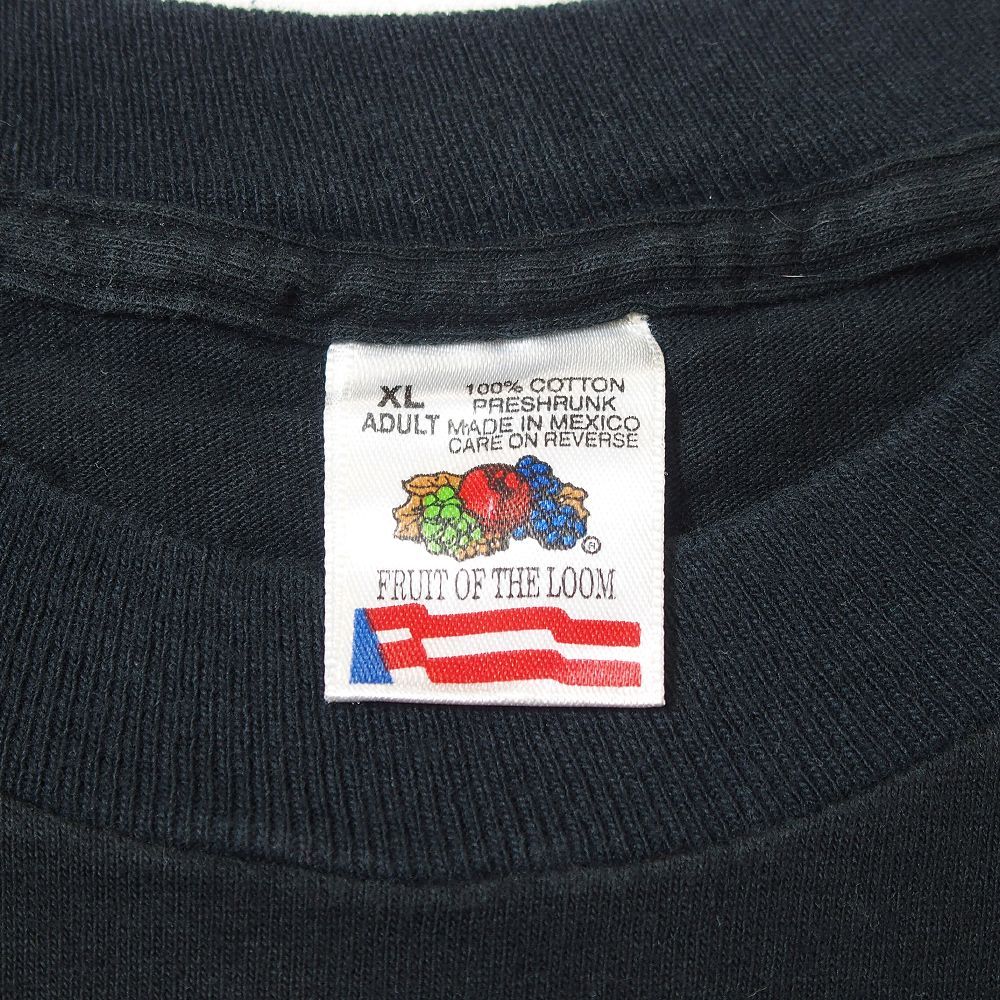 XL
ADULT
100% COTTON
PRESHRUNK
MADE IN MEXICO
CARE ON REVERSE
®
FRUIT OF THE LOOM